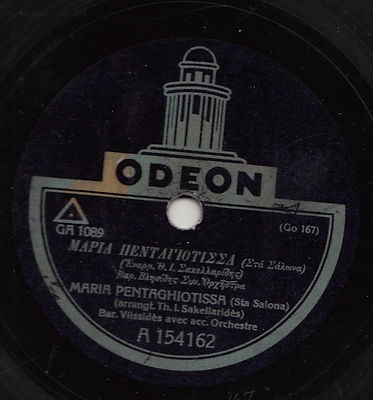 ODEON
GA 1089
(Go 167)
ΜΑΡΙΑ ΠΕΝΤΑΓΙΩΤΙΣΣΑ (Στὰ Σάλωνα)
(Ἐναρμ. Θ. Ι. Σακελλαρίδης)
Βαρ. Βλησίδης Συν. Ὀρχήστρα
MARIA PENTAGHIOTISSA (Sta Salona)
(arrangt. Th. I. Sakellaridès)
Bar. Vlissidès avec acc. Orchestre
A 154162